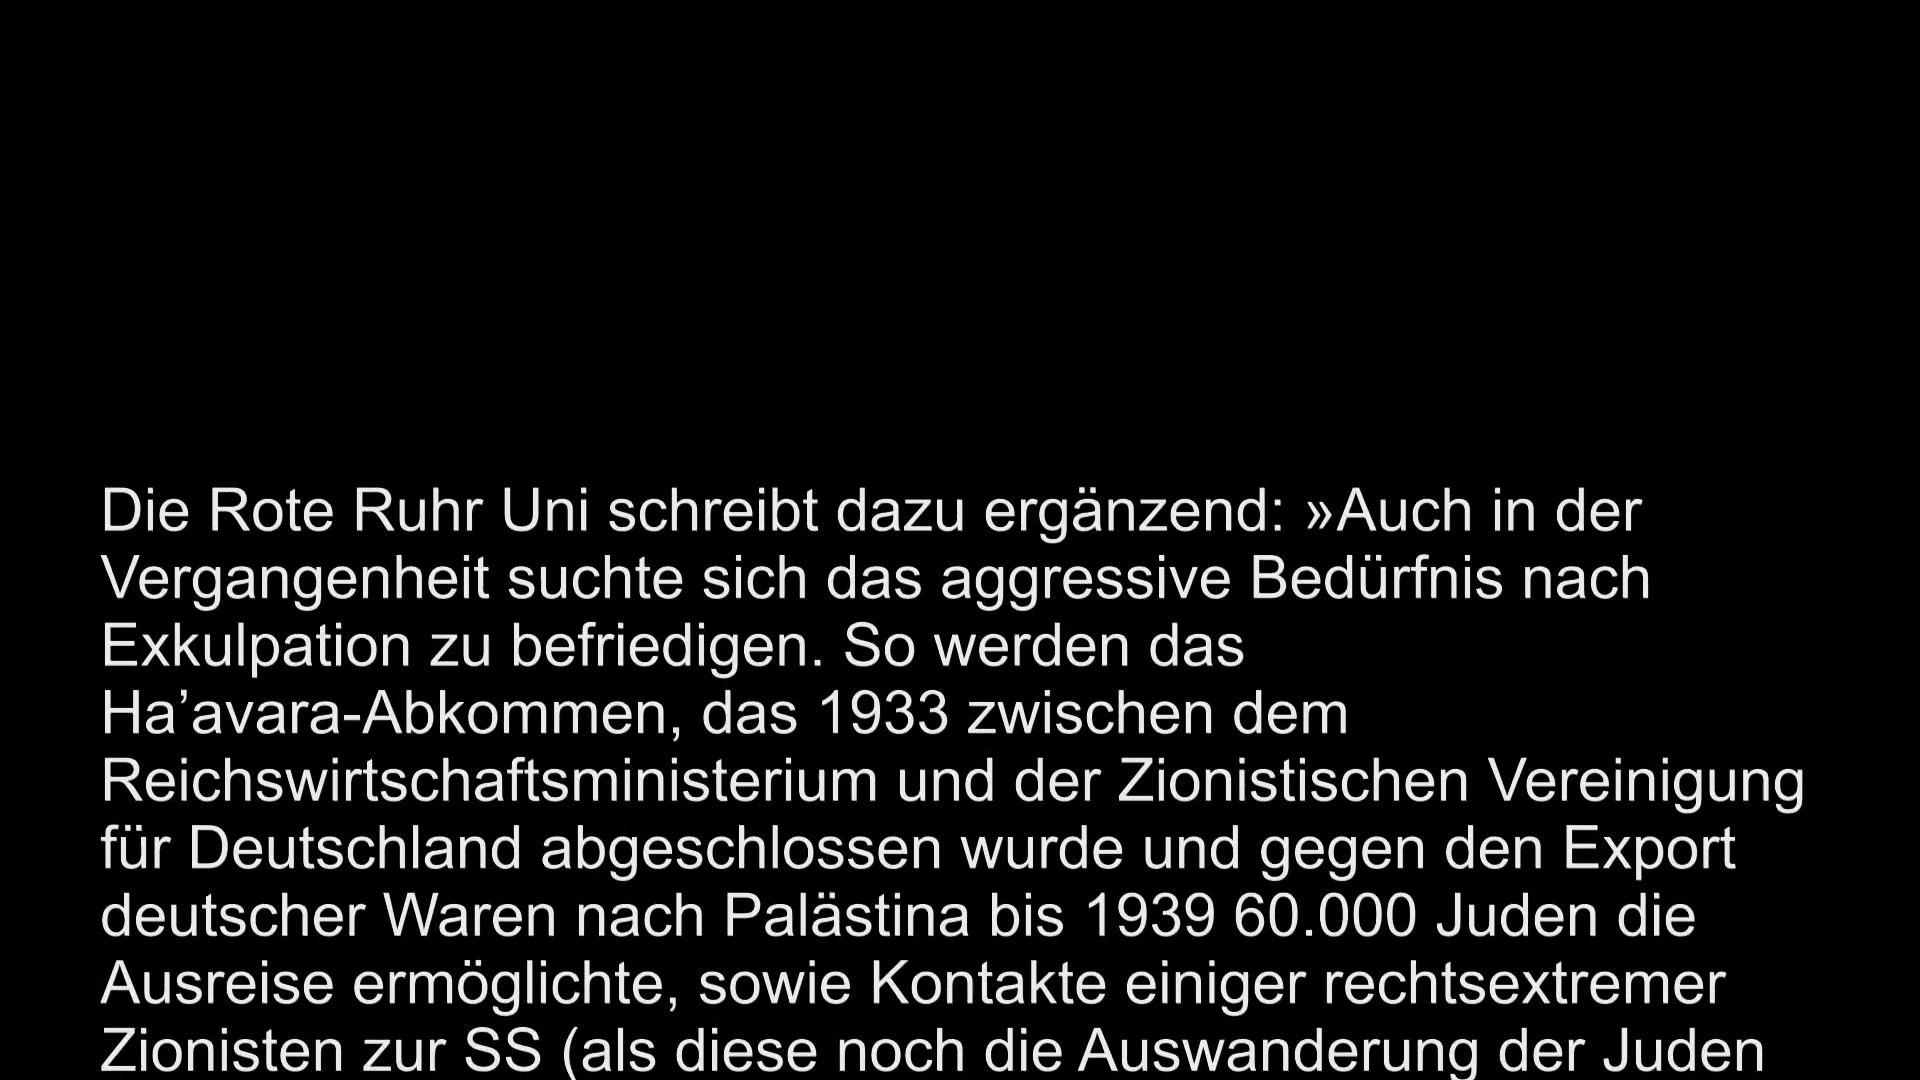 Die Rote Ruhr Uni schreibt dazu ergänzend: »Auch in der
Vergangenheit suchte sich das aggressive Bedürfnis nach
Exkulpation zu befriedigen. So werden das
Ha’avara-Abkommen, das 1933 zwischen dem
Reichswirtschaftsministerium und der Zionistischen Vereinigung
für Deutschland abgeschlossen wurde und gegen den Export
deutscher Waren nach Palästina bis 1939 60.000 Juden die
Ausreise ermöglichte, sowie Kontakte einiger rechtsextremer
Zionisten zur SS (als diese noch die Auswanderung der Juden